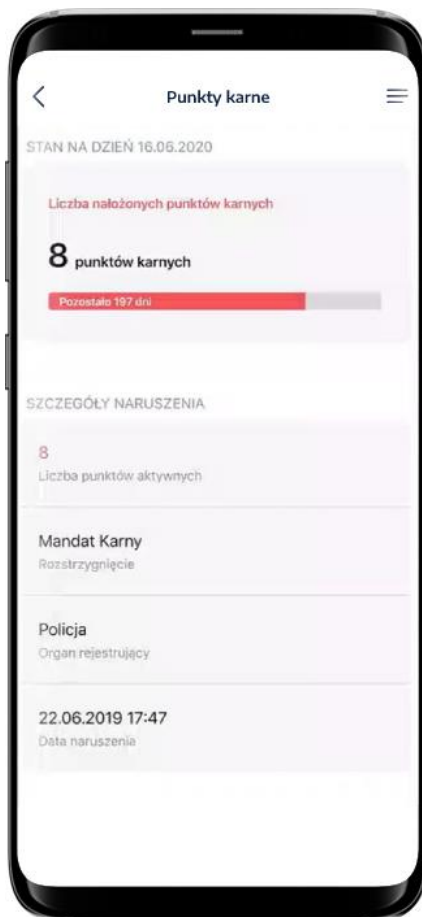 Punkty karne
STAN NA DZIEŃ 16.06.2020
Liczba nałożonych punktów karnych
8 punktów karnych
Pozostało 197 dni
SZCZEGÓŁY NARUSZENIA
8
Liczba punktów aktywnych
Mandat Karny
Rozstrzygnięcie
Policja
Organ rejestrujący
22.06.2019 17:47
Data naruszenia